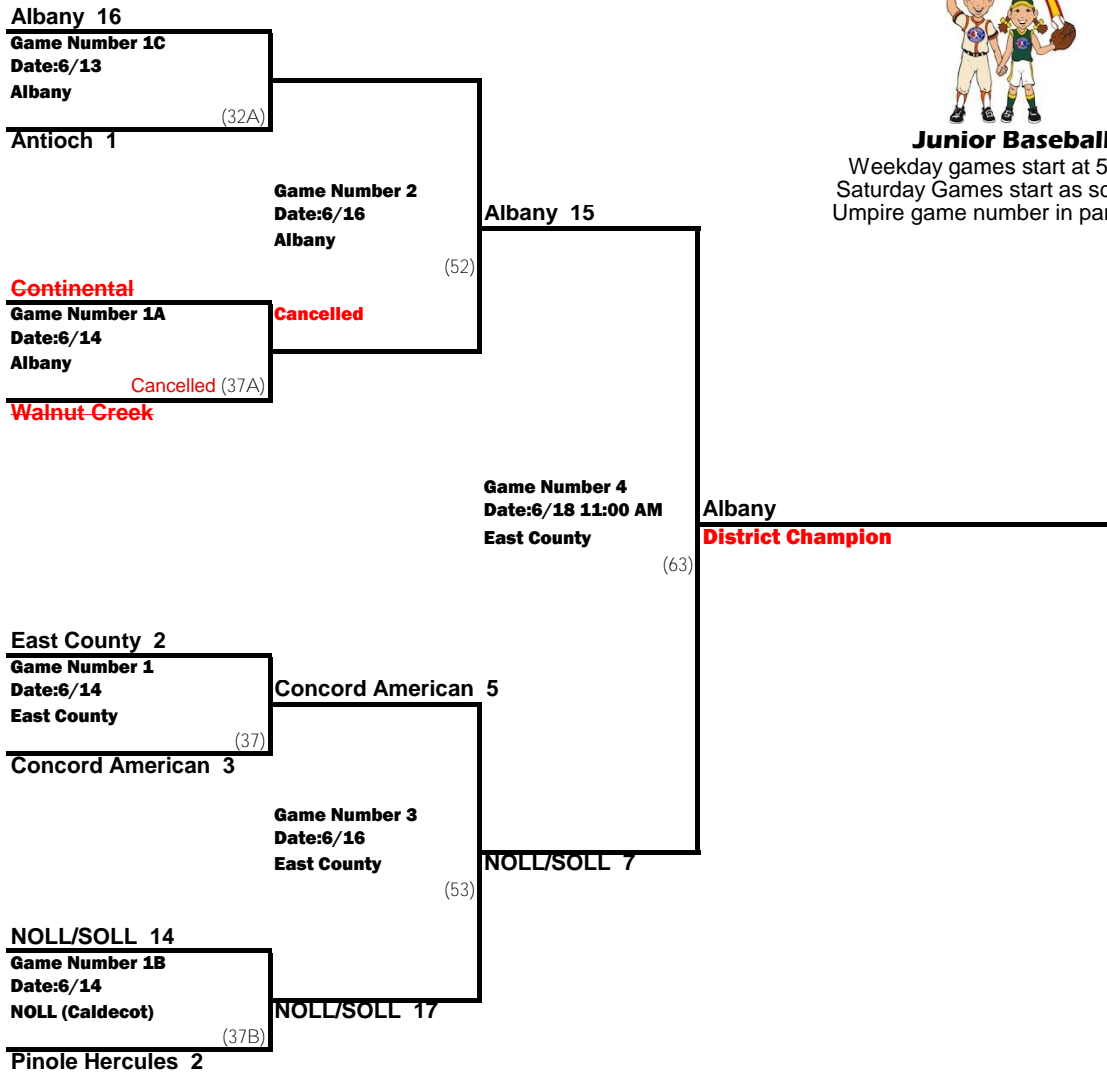 Albany 16
Game Number 1C
Date:6/13
Albany
(32A)
Antioch 1
Junior Baseball
Weekday games start at 5
Saturday Games start as
Umpire game number in
Game Number 2
Date:6/16
Albany
(52)
Albany 15
Continental
Game Number 1A
Date:6/14
Albany
Cancelled (37A)
Walnut Creek
Cancelled
Game Number 4
Date:6/18 11:00 AM
East County
(63)
Albany
District Champion
East County 2
Game Number 1
Date:6/14
East County
(37)
Concord American 3
Concord American 5
Game Number 3
Date:6/16
East County
(53)
NOLL/SOLL 7
NOLL/SOLL 14
Game Number 1B
Date:6/14
NOLL (Caldecot)
(37B)
Pinole Hercules 2
NOLL/SOLL 17